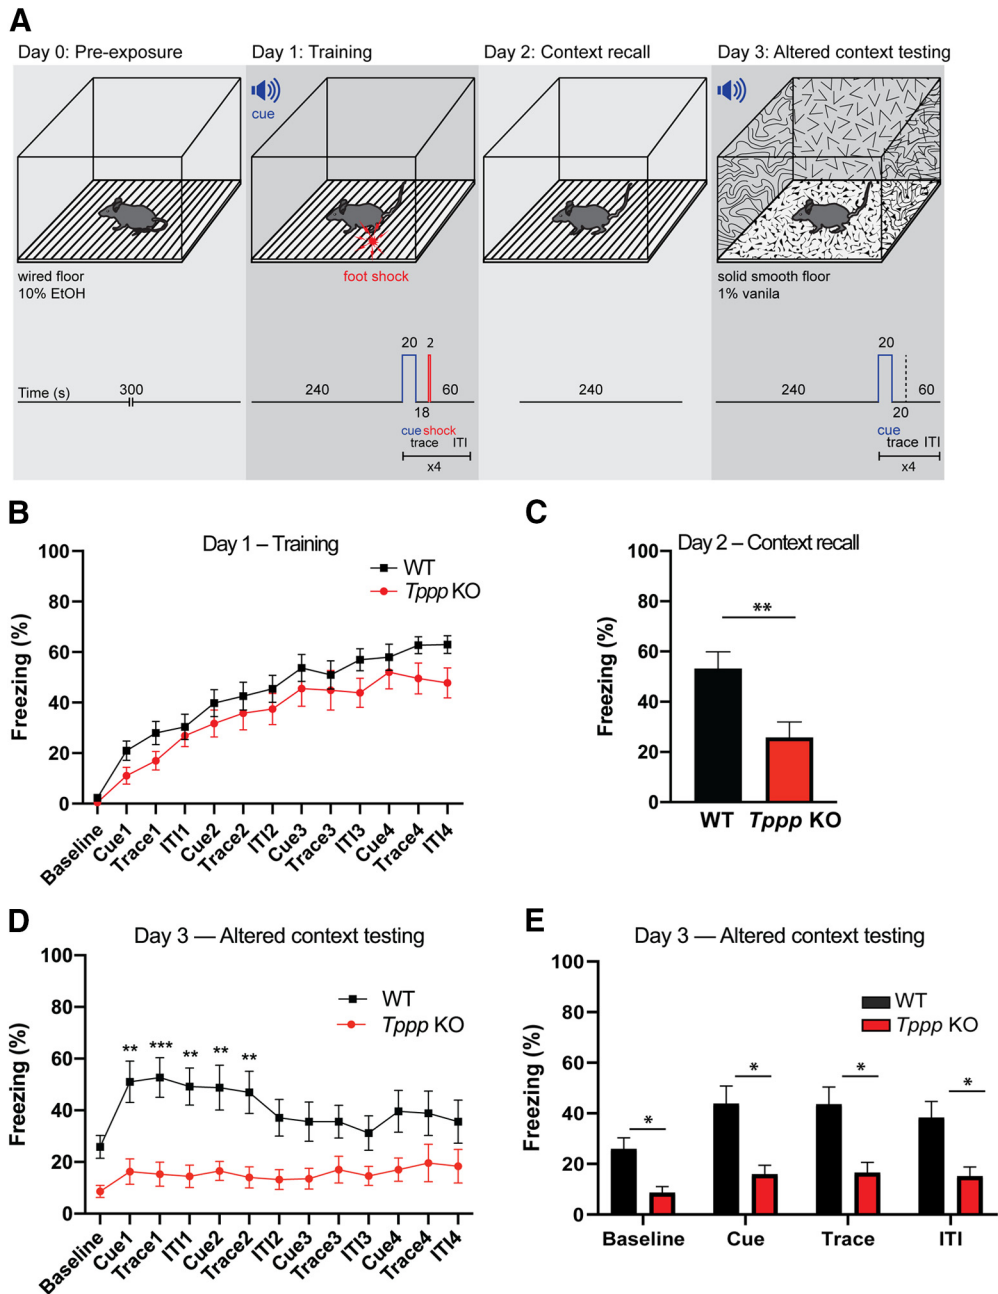 A
Day 0: Pre-exposure
Day 1: Training
Day 2: Context recall
Day 3: Altered context testing
cue
wired floor
10% EtOH
foot shock
solid smooth floor
1% vanila
Time (s)
300
240
20
2
18
60
cue
shock
trace
ITI
x4
240
240
20
20
60
cue
trace
ITI
x4
B
Day 1 – Training
WT
Tppp KO
Freezing (%)
100
80
60
40
20
0
Baseline
Cue1
Trace1
ITI1
Cue2
Trace2
ITI2
Cue3
Trace3
ITI3
Cue4
Trace4
ITI4
C
Day 2 – Context recall
**
Freezing (%)
100
80
60
40
20
0
WT
Tppp KO
D
Day 3 — Altered context testing
WT
Tppp KO
** *** ** ** **
Freezing (%)
100
80
60
40
20
0
Baseline
Cue1
Trace1
ITI1
Cue2
Trace2
ITI2
Cue3
Trace3
ITI3
Cue4
Trace4
ITI4
E
Day 3 — Altered context testing
WT
Tppp KO
* * * *
Freezing (%)
100
80
60
40
20
0
Baseline
Cue
Trace
ITI